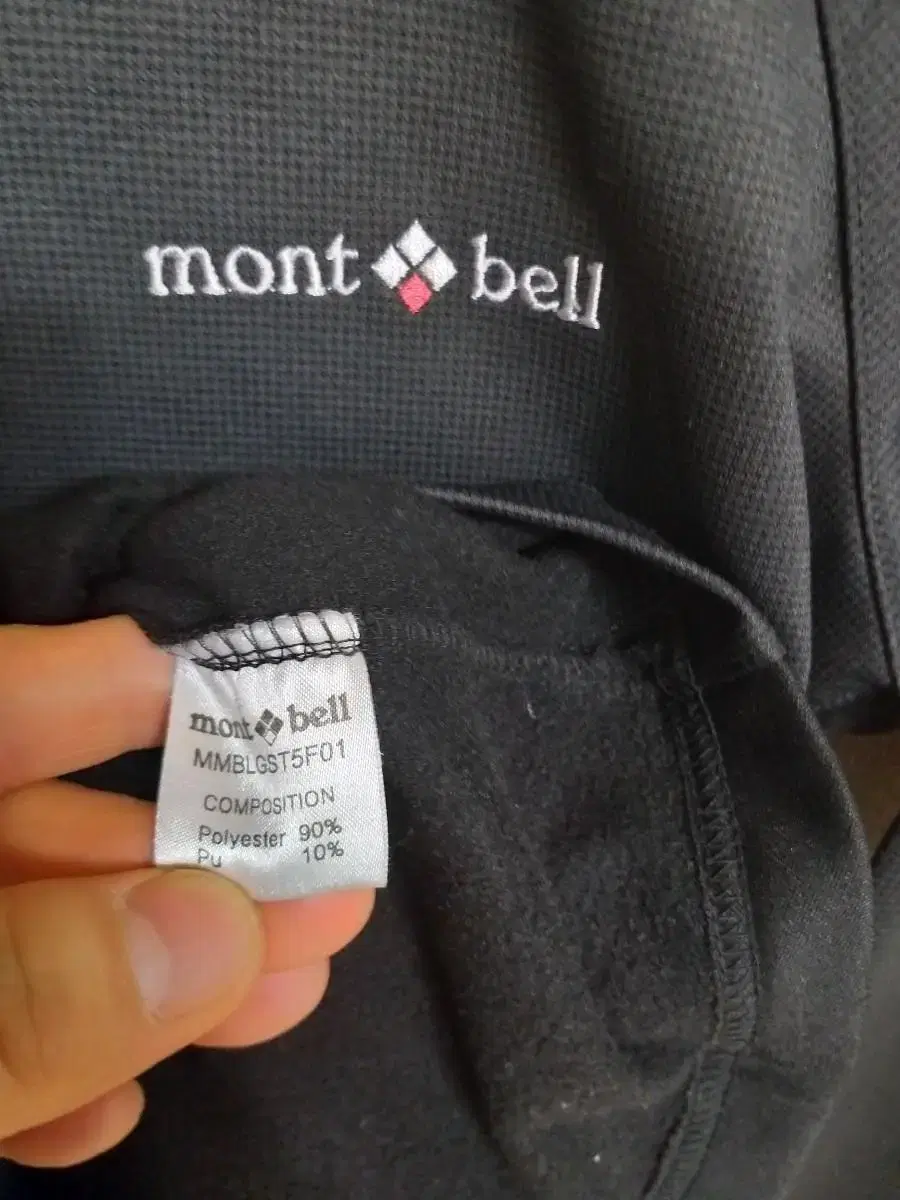 mont bell
mont bell
MMBLGST5F01
COMPOSITION
Polyester 90%
Pu 10%